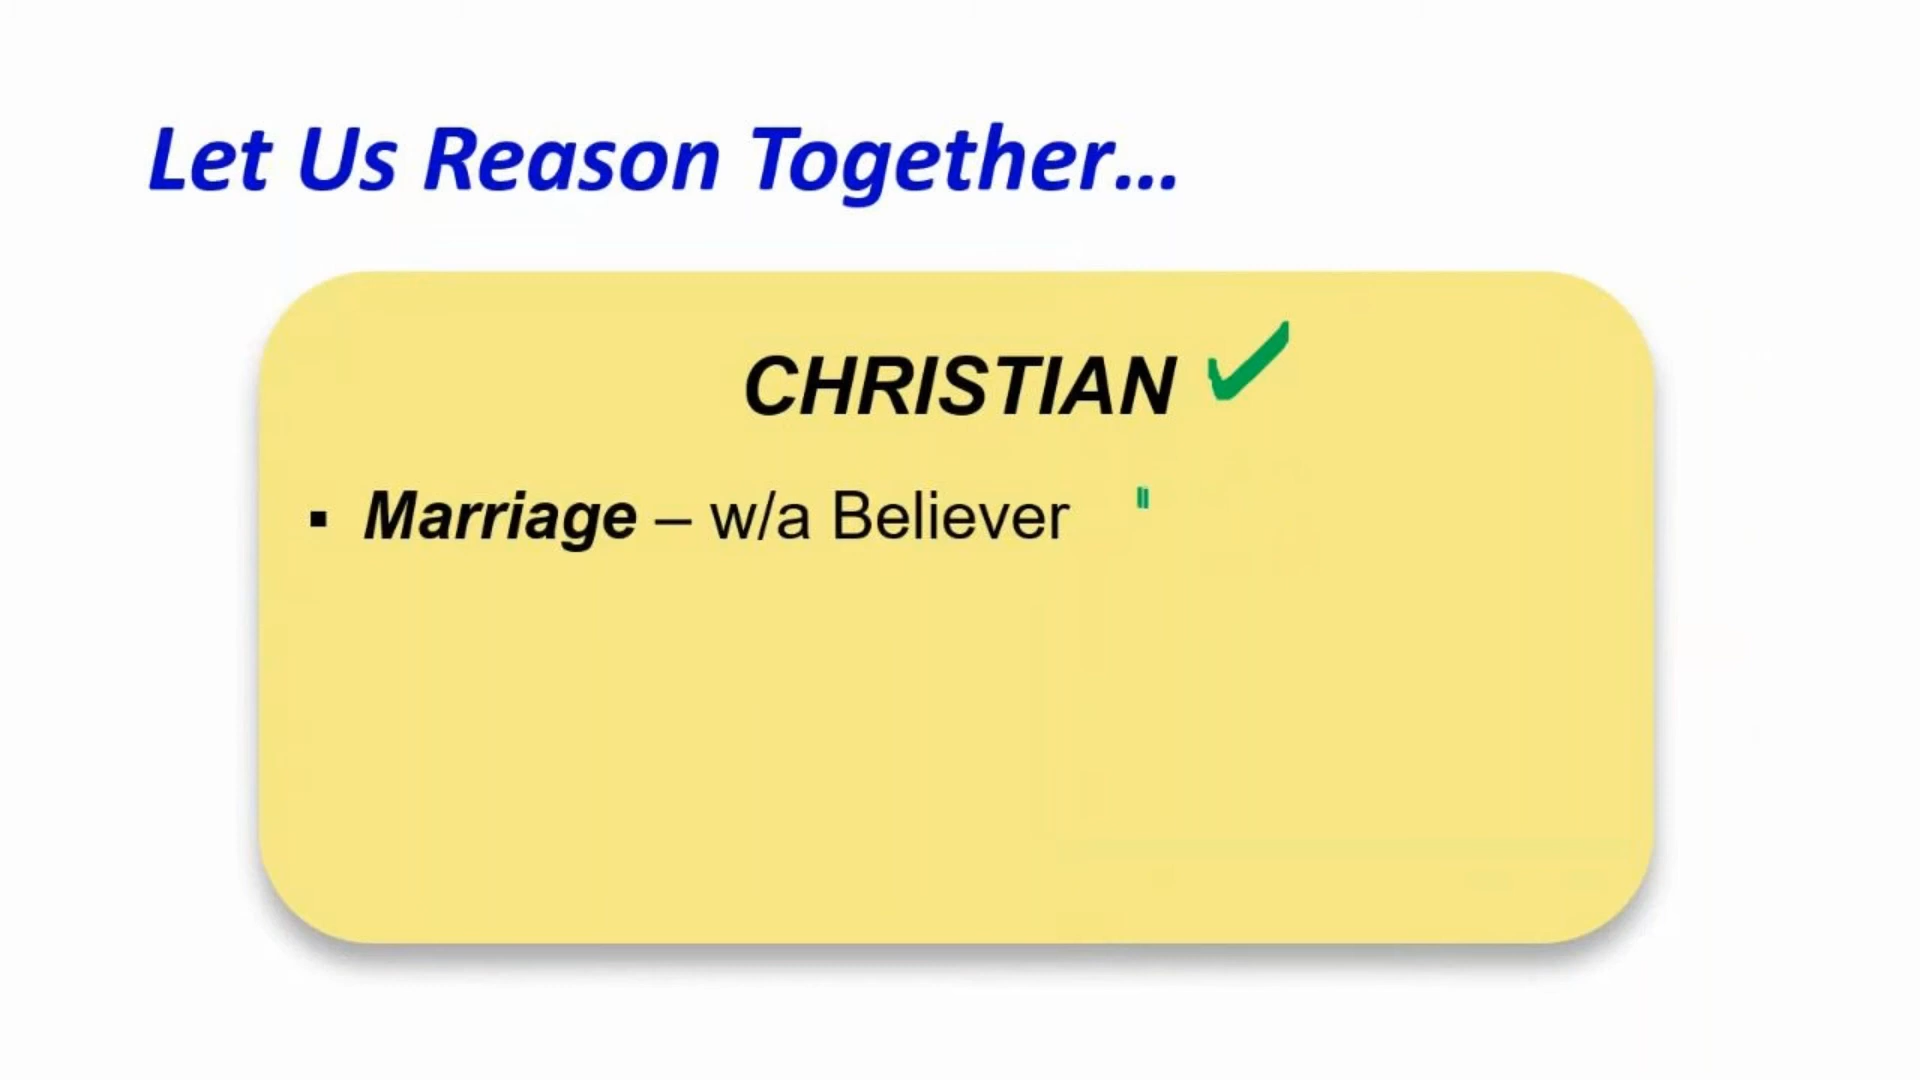 Let Us Reason Together...
CHRISTIAN ✔
▪ Marriage – w/a Believer